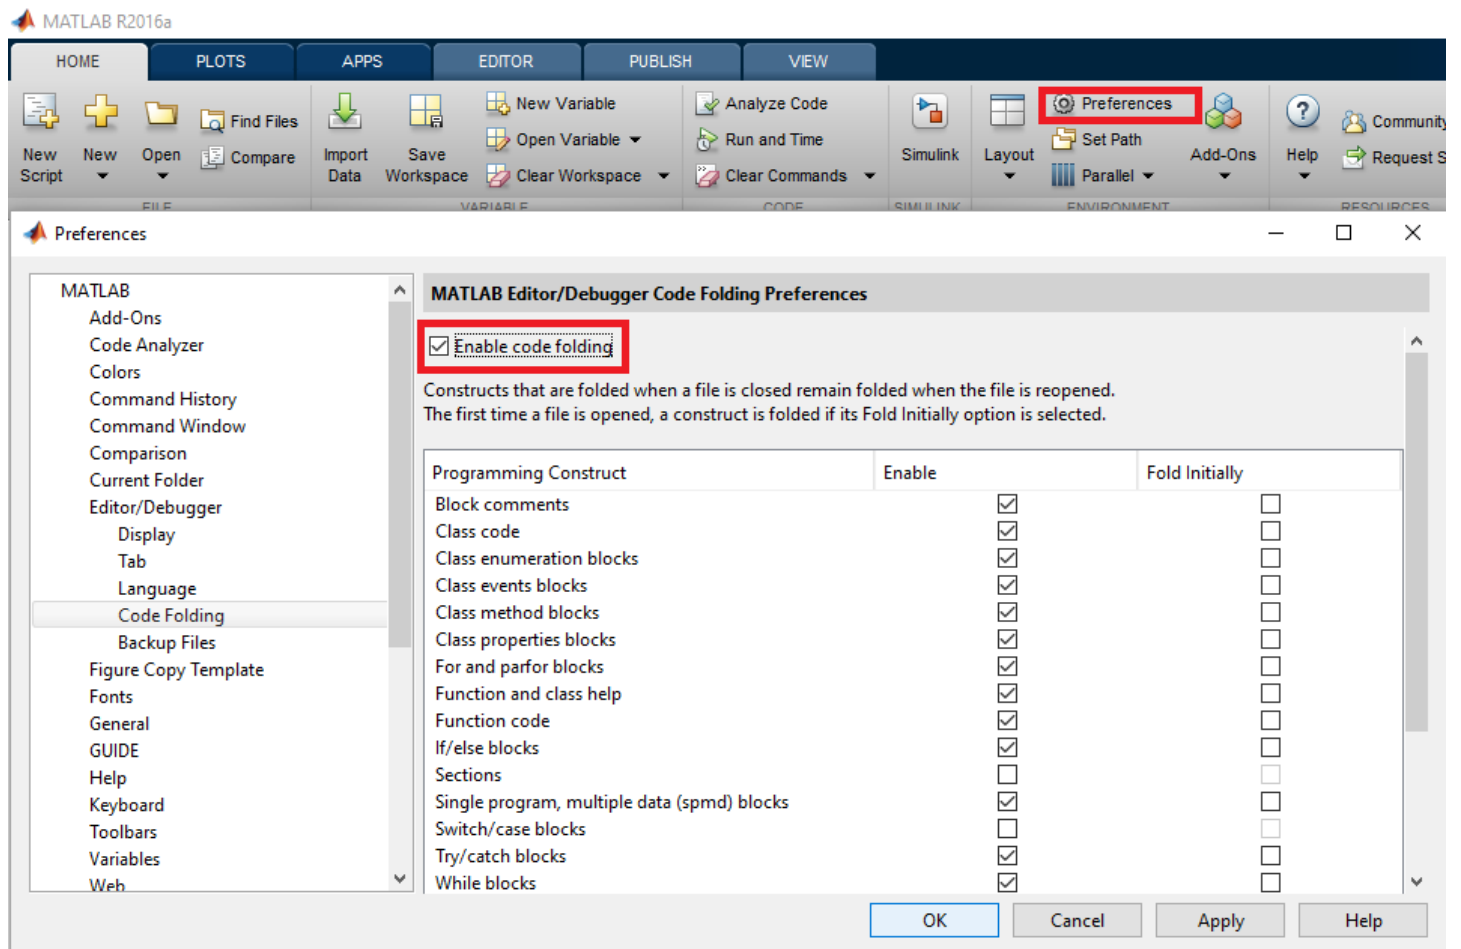 MATLAB R2016a
HOME PLOTS APPS EDITOR PUBLISH VIEW
New Script
New
Open
Find Files
Compare
Import Data
Save Workspace
New Variable
Open Variable
Clear Workspace
Analyze Code
Run and Time
Clear Commands
Simulink
Layout
Preferences
Set Path
Parallel
Add-Ons
Help
Community
Request S
FILE VARIABLE CODE SIMULINK ENVIRONMENT RESOURCES
Preferences
MATLAB
Add-Ons
Code Analyzer
Colors
Command History
Command Window
Comparison
Current Folder
Editor/Debugger
Display
Tab
Language
Code Folding
Backup Files
Figure Copy Template
Fonts
General
GUIDE
Help
Keyboard
Toolbars
Variables
Web
MATLAB Editor/Debugger Code Folding Preferences
Enable code folding
Constructs that are folded when a file is closed remain folded when the file is reopened.
The first time a file is opened, a construct is folded if its Fold Initially option is selected.
Programming Construct Enable Fold Initially
Block comments
Class code
Class enumeration blocks
Class events blocks
Class method blocks
Class properties blocks
For and parfor blocks
Function and class help
Function code
If/else blocks
Sections
Single program, multiple data (spmd) blocks
Switch/case blocks
Try/catch blocks
While blocks
OK Cancel Apply Help